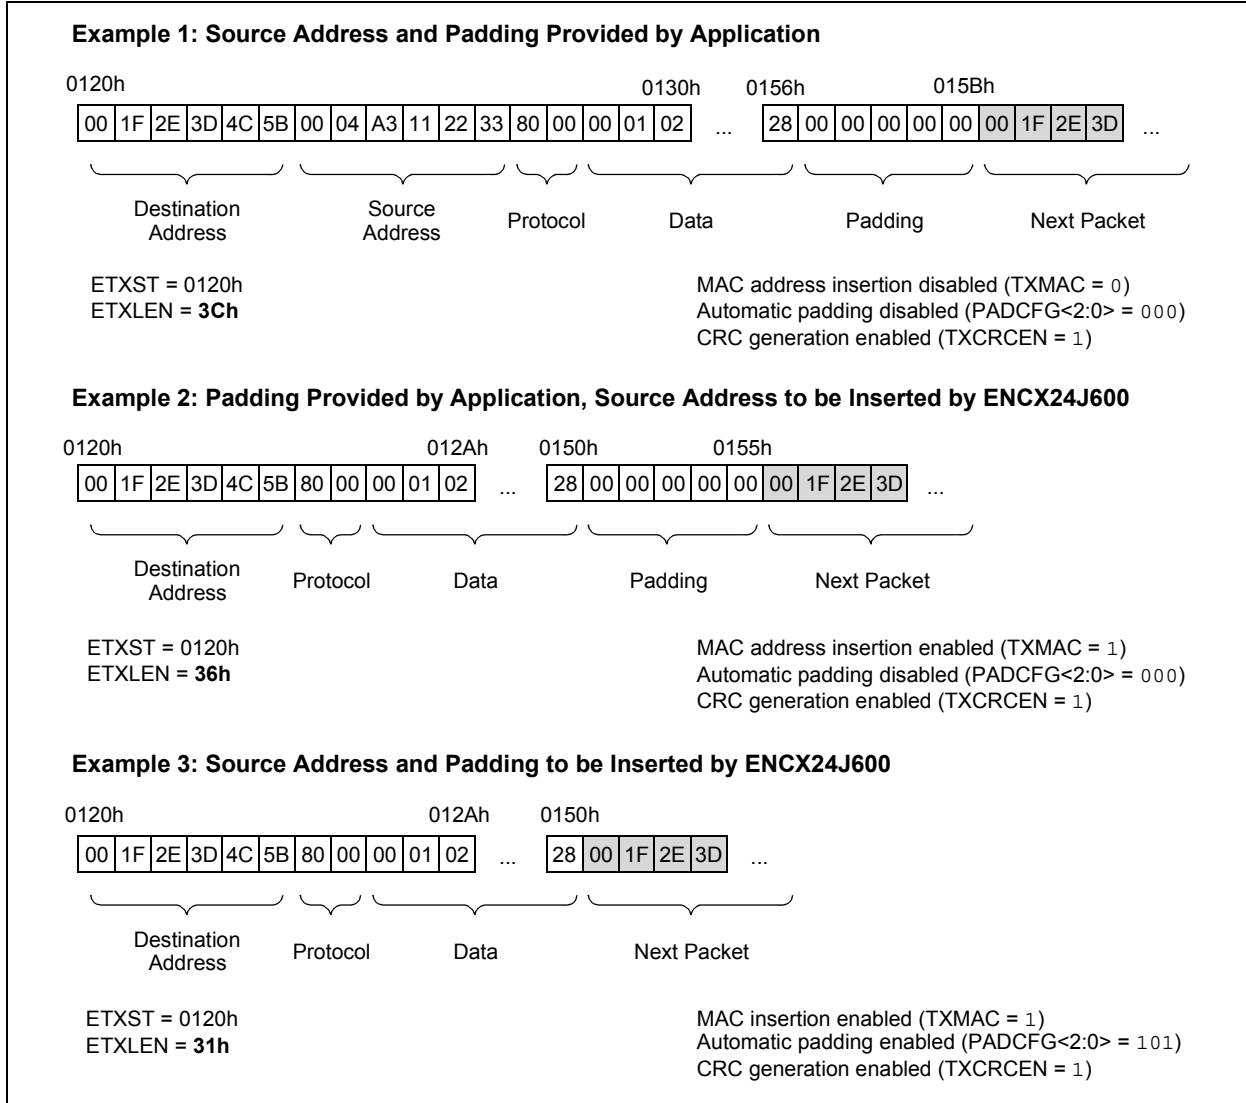 Example 1: Source Address and Padding Provided by Application
0120h 0130h 0156h 015Bh
00 1F 2E 3D 4C 5B 00 04 A3 11 22 33 80 00 00 01 02 ... 28 00 00 00 00 00 00 1F 2E 3D ...
Destination Address Source Address Protocol Data Padding Next Packet
ETXST = 0120h MAC address insertion disabled (TXMAC = 0)
ETXLEN = 3Ch Automatic padding disabled (PADCFG<2:0> = 000)
CRC generation enabled (TXCRCEN = 1)
Example 2: Padding Provided by Application, Source Address to be Inserted by ENCX24J600
0120h 012Ah 0150h 0155h
00 1F 2E 3D 4C 5B 80 00 00 01 02 ... 28 00 00 00 00 00 00 1F 2E 3D ...
Destination Address Protocol Data Padding Next Packet
ETXST = 0120h MAC address insertion enabled (TXMAC = 1)
ETXLEN = 36h Automatic padding disabled (PADCFG<2:0> = 000)
CRC generation enabled (TXCRCEN = 1)
Example 3: Source Address and Padding to be Inserted by ENCX24J600
0120h 012Ah 0150h
00 1F 2E 3D 4C 5B 80 00 00 01 02 ... 28 00 1F 2E 3D ...
Destination Address Protocol Data Next Packet
ETXST = 0120h MAC insertion enabled (TXMAC = 1)
ETXLEN = 31h Automatic padding enabled (PADCFG<2:0> = 101)
CRC generation enabled (TXCRCEN = 1)